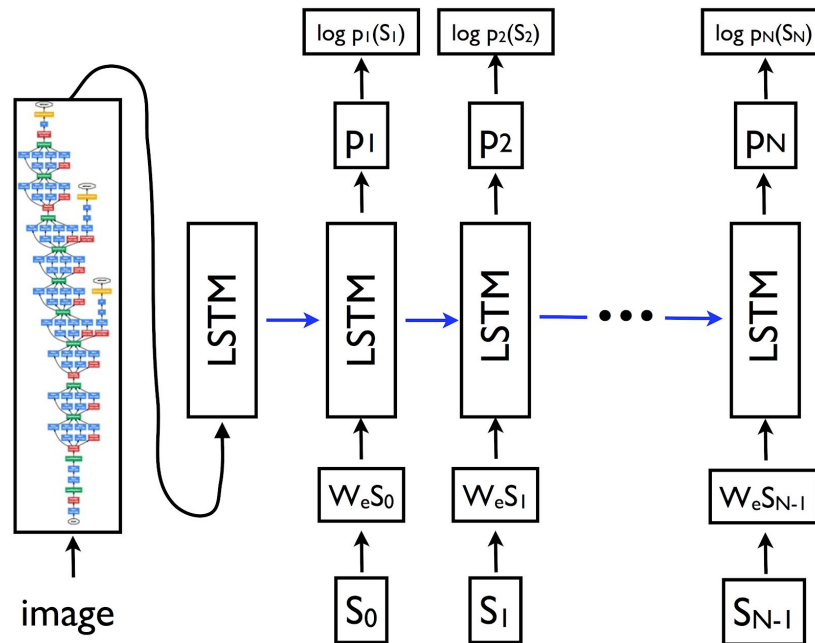 log p₁(S₁) log p₂(S₂) log pN(SN)
p₁ p₂ pN
LSTM LSTM LSTM LSTM
WeS₀ WeS₁ WeSN-1
image S₀ S₁ SN-1